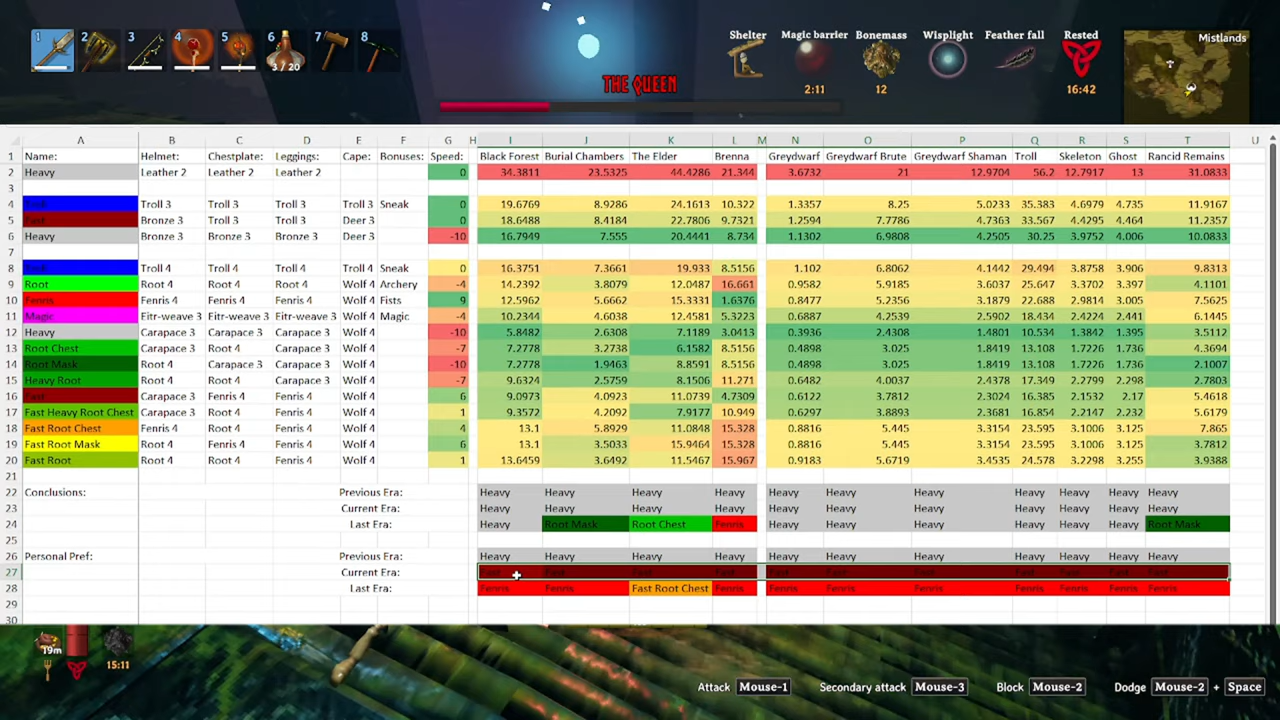 1 2 3 4 5 6 7 8
3 / 20
Shelter Magic barrier Bonemass Wisplight Feather fall Rested
2:11 12 16:42
Mistlands
THE QUEEN
A B C D E F G H I J K L M N O P Q R S T U
1 Name: Helmet: Chestplate: Leggings: Cape: Bonuses: Speed: Black Forest Burial Chambers The Elder Brenna Greydwarf Greydwarf Brute Greydwarf Shaman Troll Skeleton Ghost Rancid Remains
2 Heavy Leather 2 Leather 2 Leather 2 0 34.3811 23.5325 44.4286 21.344 3.6732 21 12.9704 56.2 12.7917 13 31.0833
3
4 Troll 3 Troll 3 Troll 3 Troll 3 Sneak 0 19.6769 8.9286 24.1613 10.322 1.3357 8.25 5.0233 35.383 4.6979 4.735 11.9167
5 Fast Bronze 3 Troll 3 Troll 3 Deer 3 0 18.6488 8.4184 22.7806 9.7321 1.2594 7.7786 4.7363 33.567 4.4295 4.464 11.2357
6 Heavy Bronze 3 Bronze 3 Bronze 3 Deer 3 -10 16.7949 7.555 20.4441 8.734 1.1302 6.9808 4.2505 30.25 3.9752 4.006 10.0833
7
8 Troll 4 Troll 4 Troll 4 Troll 4 Sneak 0 16.3751 7.3661 19.933 8.5156 1.102 6.8062 4.1442 29.494 3.8758 3.906 9.8313
9 Root Root 4 Root 4 Root 4 Wolf 4 Archery -4 14.2392 3.8079 12.0487 16.661 0.9582 5.9185 3.6037 25.647 3.3702 3.397 4.1101
10 Fenris Fenris 4 Fenris 4 Fenris 4 Wolf 4 Fists 9 12.5962 5.6662 15.3331 1.6376 0.8477 5.2356 3.1879 22.688 2.9814 3.005 7.5625
11 Magic Eitr-weave 3 Eitr-weave 3 Eitr-weave 3 Wolf 4 Magic -4 10.2344 4.6038 12.4581 5.3223 0.6887 4.2539 2.5902 18.434 2.4224 2.441 6.1445
12 Heavy Carapace 3 Carapace 3 Carapace 3 Wolf 4 -10 5.8482 2.6308 7.1189 3.0413 0.3936 2.4308 1.4801 10.534 1.3842 1.395 3.5112
13 Root Chest Carapace 3 Root 4 Carapace 3 Wolf 4 -7 7.2778 3.2738 6.1582 8.5156 0.4898 3.025 1.8419 13.108 1.7226 1.736 4.3694
14 Root Mask Root 4 Carapace 3 Carapace 3 Wolf 4 -10 7.2778 1.9463 8.8591 8.5156 0.4898 3.025 1.8419 13.108 1.7226 1.736 2.1007
15 Heavy Root Root 4 Root 4 Carapace 3 Wolf 4 -7 9.6324 2.5759 8.1506 11.271 0.6482 4.0037 2.4378 17.349 2.2799 2.298 2.7803
16 Fast Carapace 3 Fenris 4 Fenris 4 Wolf 4 6 9.0973 4.0923 11.0739 4.7309 0.6122 3.7812 2.3024 16.385 2.1532 2.17 5.4618
17 Fast Heavy Root Chest Carapace 3 Root 4 Fenris 4 Wolf 4 1 9.3572 4.2092 7.9177 10.949 0.6297 3.8893 2.3681 16.854 2.2147 2.232 5.6179
18 Fast Root Chest Fenris 4 Root 4 Fenris 4 Wolf 4 4 13.1 5.8929 11.0848 15.328 0.8816 5.445 3.3154 23.595 3.1006 3.125 7.865
19 Fast Root Mask Root 4 Fenris 4 Fenris 4 Wolf 4 6 13.1 3.5033 15.9464 15.328 0.8816 5.445 3.3154 23.595 3.1006 3.125 3.7812
20 Fast Root Root 4 Root 4 Fenris 4 Wolf 4 1 13.6459 3.6492 11.5467 15.967 0.9183 5.6719 3.4535 24.578 3.2298 3.255 3.9388
21
22 Conclusions: Previous Era: Heavy Heavy Heavy Heavy Heavy Heavy Heavy Heavy Heavy Heavy Heavy
23 Current Era: Heavy Heavy Heavy Heavy Heavy Heavy Heavy Heavy Heavy Heavy Heavy
24 Last Era: Heavy Root Mask Root Chest Fenris Heavy Heavy Heavy Heavy Heavy Heavy Root Mask
25
26 Personal Pref: Previous Era: Heavy Heavy Heavy Heavy Heavy Heavy Heavy Heavy Heavy Heavy Heavy
27 Current Era: Fast Fast Fast Fast Fast Fast Fast Fast Fast Fast Fast
28 Last Era: Fenris Fenris Fast Root Chest Fenris Fenris Fenris Fenris Fenris Fenris Fenris Fenris
29
30
19m 15:11
Attack Mouse-1 Secondary attack Mouse-3 Block Mouse-2 Dodge Mouse-2 + Space